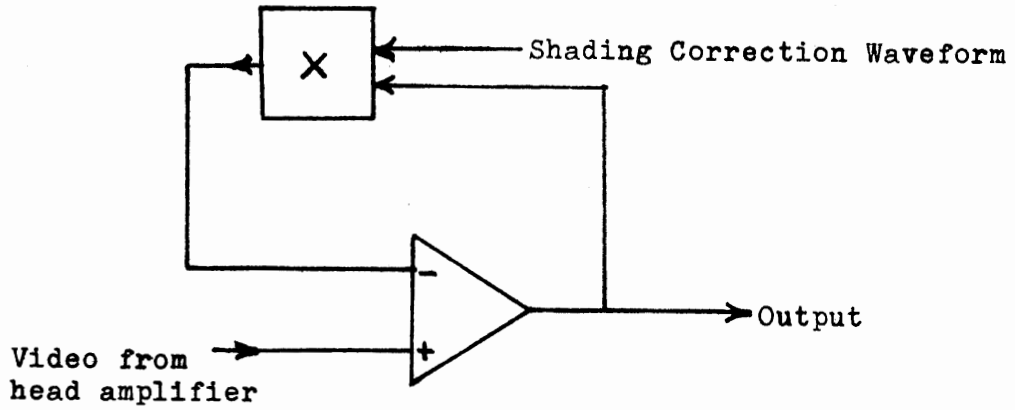 X
Shading Correction Waveform
-
Output
+
Video from
head amplifier